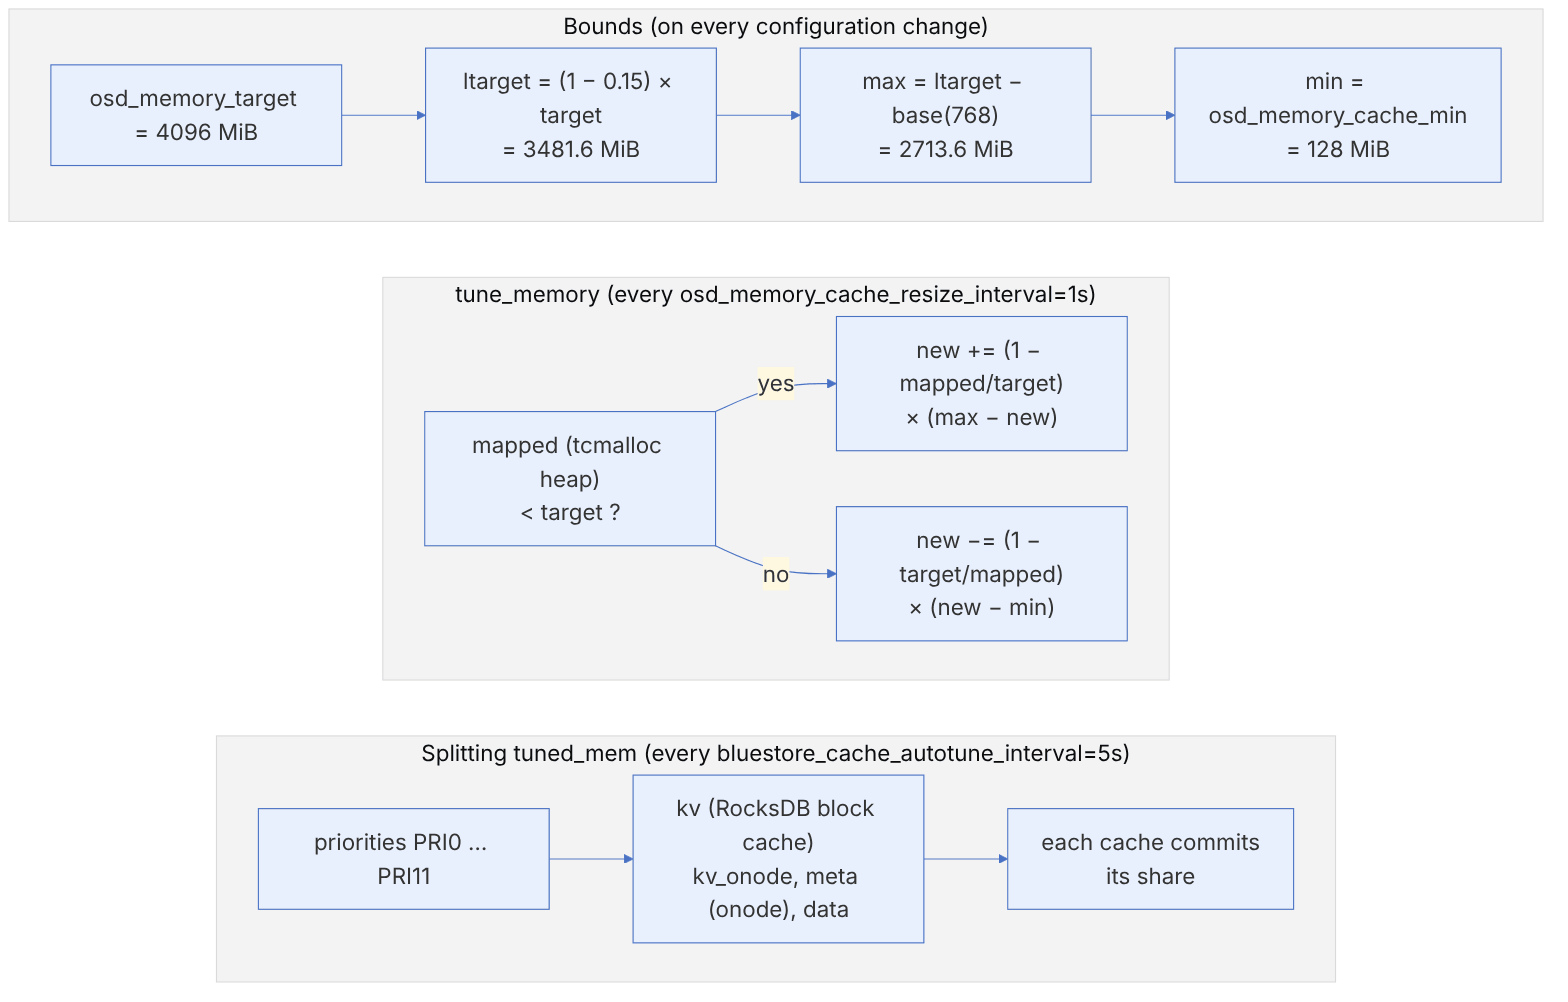 Bounds (on every configuration change)
osd_memory_target
= 4096 MiB
ltarget = (1 − 0.15) ×
target
= 3481.6 MiB
max = ltarget −
base(768)
= 2713.6 MiB
min =
osd_memory_cache_min
= 128 MiB
tune_memory (every osd_memory_cache_resize_interval=1s)
mapped (tcmalloc
heap)
< target ?
yes
new += (1 −
mapped/target)
× (max − new)
no
new −= (1 −
target/mapped)
× (new − min)
Splitting tuned_mem (every bluestore_cache_autotune_interval=5s)
priorities PRI0 ...
PRI11
kv (RocksDB block
cache)
kv_onode, meta
(onode), data
each cache commits
its share